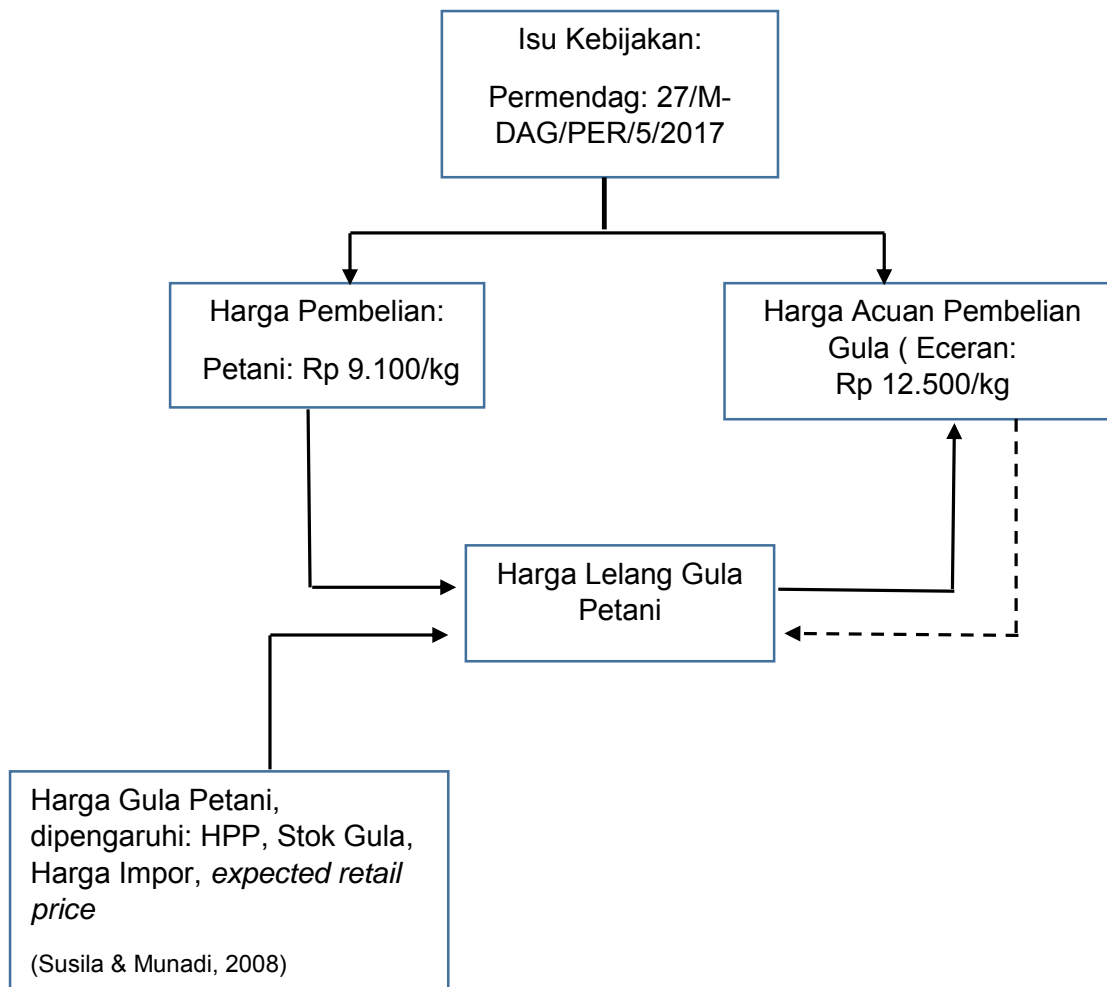 Isu Kebijakan:
Permendag: 27/M-
DAG/PER/5/2017
Harga Pembelian:
Petani: Rp 9.100/kg
Harga Acuan Pembelian
Gula ( Eceran:
Rp 12.500/kg
Harga Lelang Gula
Petani
Harga Gula Petani,
dipengaruhi: HPP, Stok Gula,
Harga Impor, expected retail
price
(Susila & Munadi, 2008)